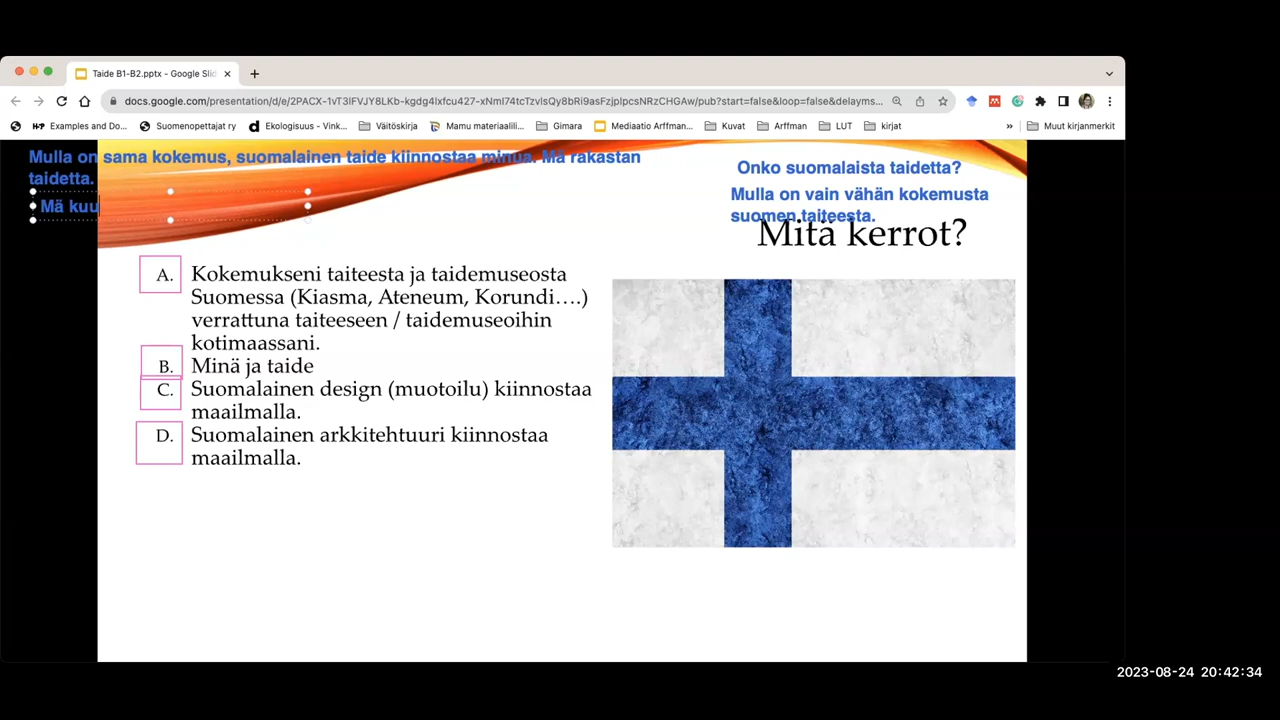 Taide B1-B2.pptx - Google Slid
docs.google.com/presentation/d/e/2PACX-1vT3lFVJY8LKb-kgdg4lxfcu427-xNmI74tcTzvlsQy8bRi9asFzjplpcsNRzCHGAw/pub?start=false&loop=false&delayms...
Examples and Do... Suomenopettajat ry Ekologisuus - Vink... Väitöskirja Mamu materiaalili... Gimara Mediaatio Arffman... Kuvat Arffman LUT kirjat » Muut kirjanmerkit
Mulla on sama kokemus, suomalainen taide kiinnostaa minua. Mä rakastan
taidetta.
Mä kuu
Onko suomalaista taidetta?
Mulla on vain vähän kokemusta
suomen taiteesta.
Mitä kerrot?
A. Kokemukseni taiteesta ja taidemuseosta
Suomessa (Kiasma, Ateneum, Korundi….)
verrattuna taiteeseen / taidemuseoihin
kotimaassani.
B. Minä ja taide
C. Suomalainen design (muotoilu) kiinnostaa
maailmalla.
D. Suomalainen arkkitehtuuri kiinnostaa
maailmalla.
2023-08-24 20:42:34